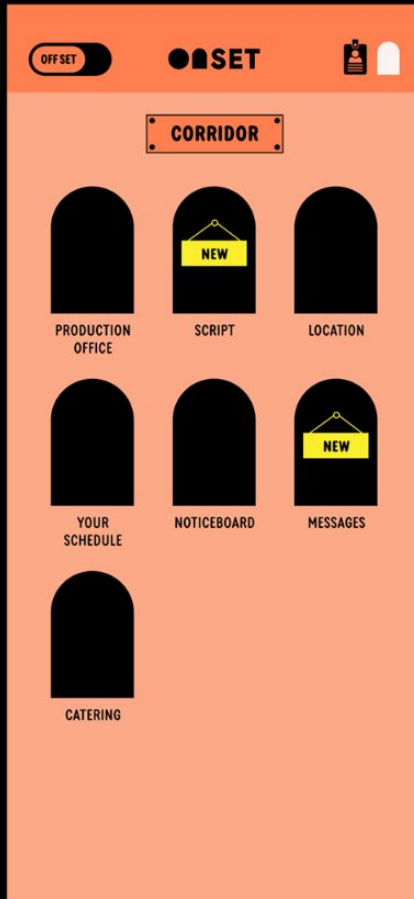 OFF SET
ONSET
CORRIDOR
NEW
PRODUCTION
OFFICE
SCRIPT
LOCATION
NEW
YOUR
SCHEDULE
NOTICEBOARD
MESSAGES
CATERING